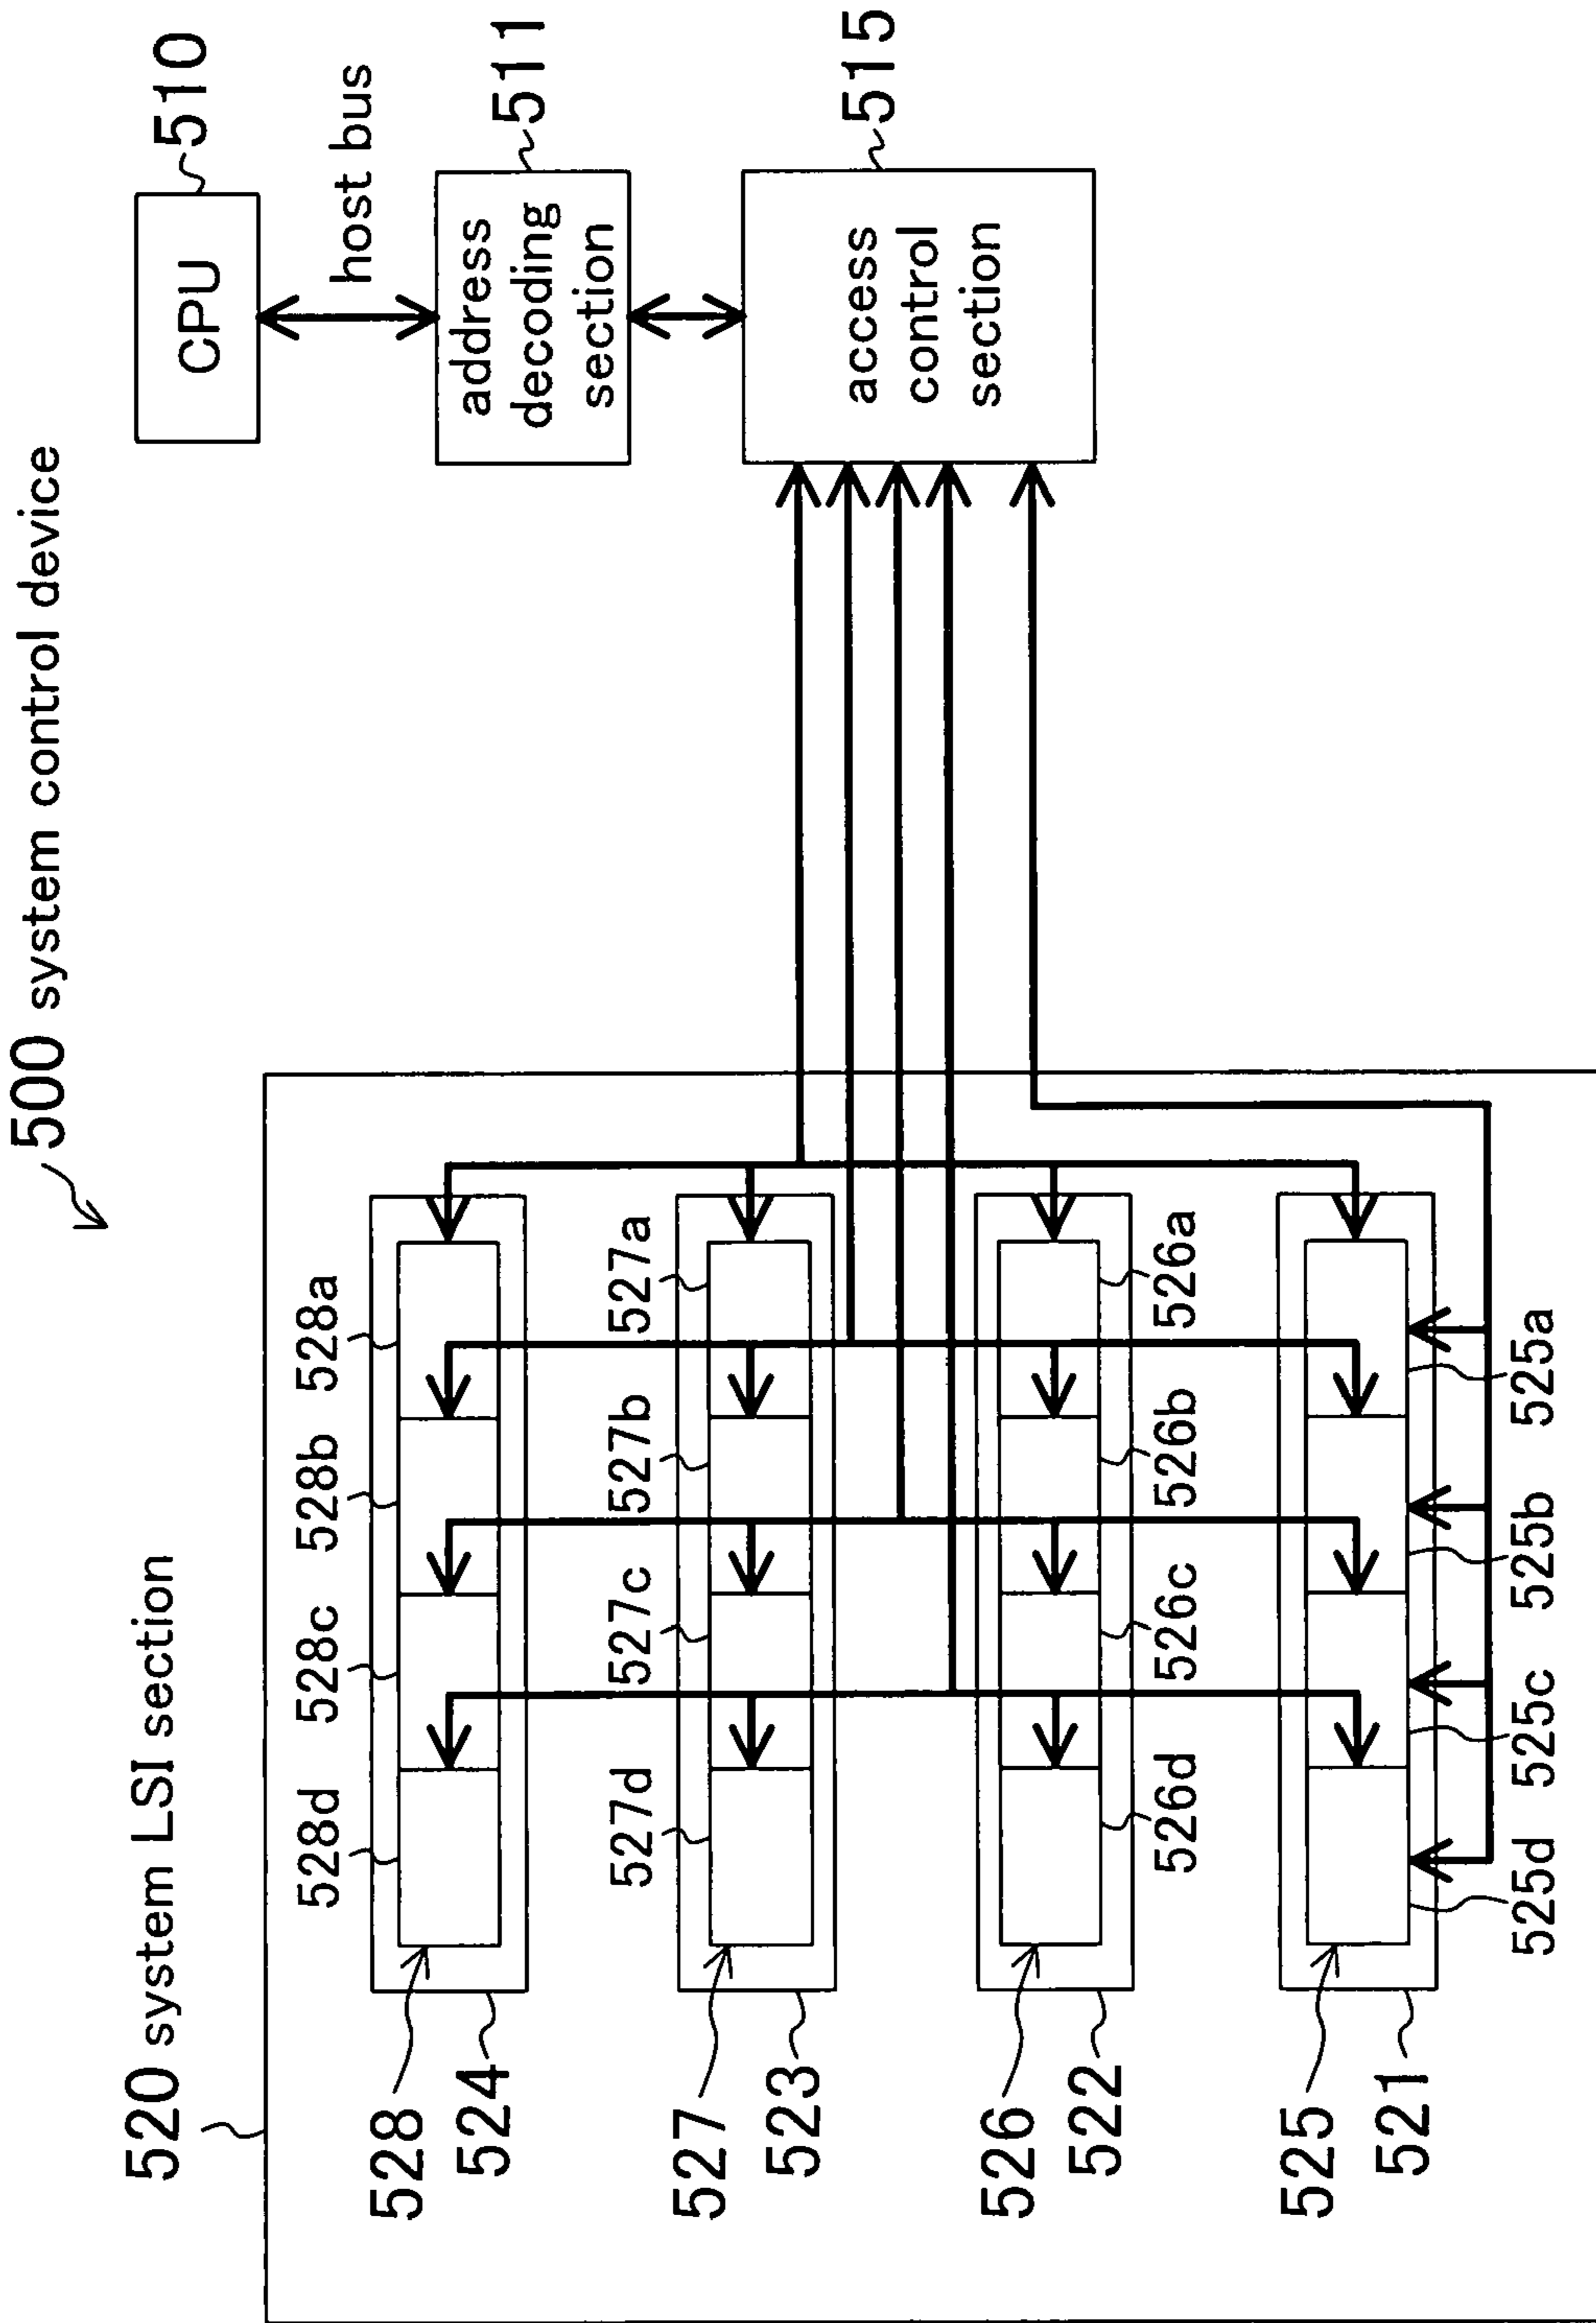 500 system control device
520 system LSI section
CPU
510
host bus
address
decoding
section
511
access
control
section
515
528d
528c
528b
528a
528
524
527d
527c
527b
527a
527
523
526
522
526d
526c
526b
526a
525
521
525d
525c
525b
525a